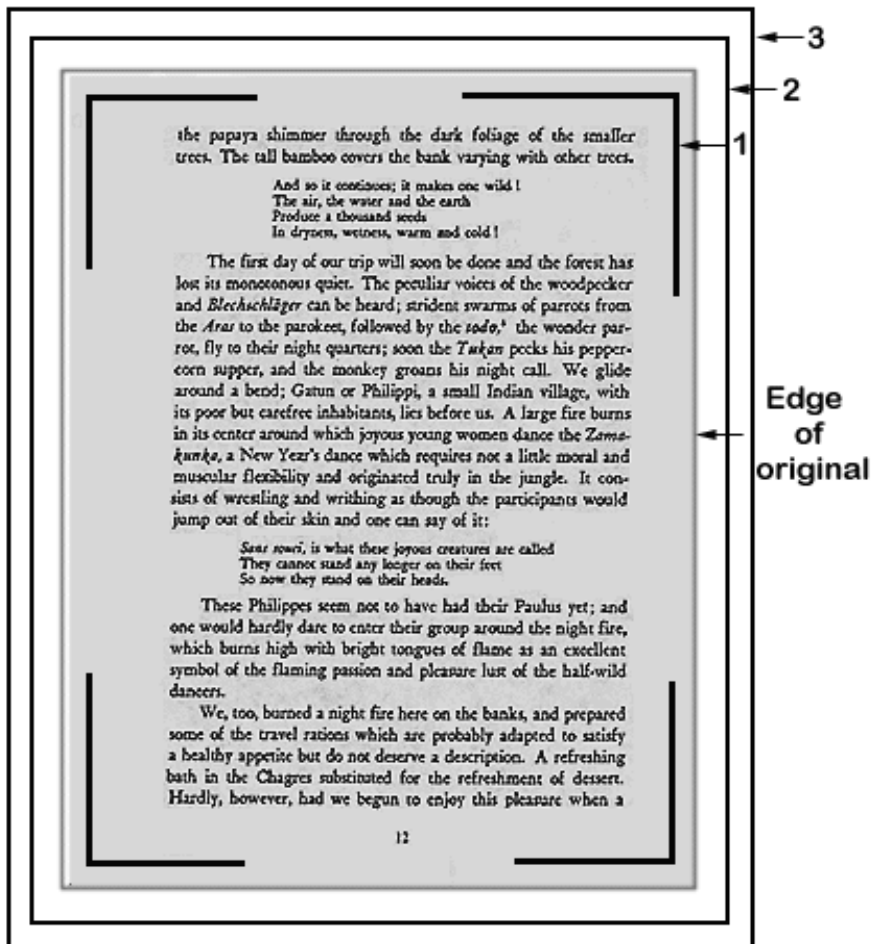 3
2
1
the papaya shimmer through the dark foliage of the smaller
trees. The tall bamboo covers the bank varying with other trees.
And so it continues; it makes one wild!
The air, the water and the earth
Produce a thousand seeds
In dryness, wetness, warm and cold!
The first day of our trip will soon be done and the forest has
lost its monotonous quiet. The peculiar voices of the woodpecker
and Blechschläger can be heard; strident swarms of parrots from
the Aras to the parokeet, followed by the sodo,⁶ the wonder par-
rot, fly to their night quarters; soon the Tukan pecks his pepper-
corn supper, and the monkey groans his night call. We glide
around a bend; Gatun or Philippi, a small Indian village, with
its poor but carefree inhabitants, lies before us. A large fire burns
in its center around which joyous young women dance the Zama-
kunka, a New Year's dance which requires not a little moral and
muscular flexibility and originated truly in the jungle. It con-
sists of wrestling and writhing as though the participants would
jump out of their skin and one can say of it:
Sans souci, is what these joyous creatures are called
They cannot stand any longer on their feet
So now they stand on their heads.
These Philippes seem not to have had their Paulus yet; and
one would hardly dare to enter their group around the night fire,
which burns high with bright tongues of flame as an excellent
symbol of the flaming passion and pleasure lust of the half-wild
dancers.
We, too, burned a night fire here on the banks, and prepared
some of the travel rations which are probably adapted to satisfy
a healthy appetite but do not deserve a description. A refreshing
bath in the Chagres substituted for the refreshment of dessert.
Hardly, however, had we begun to enjoy this pleasure when a
12
Edge
of
original